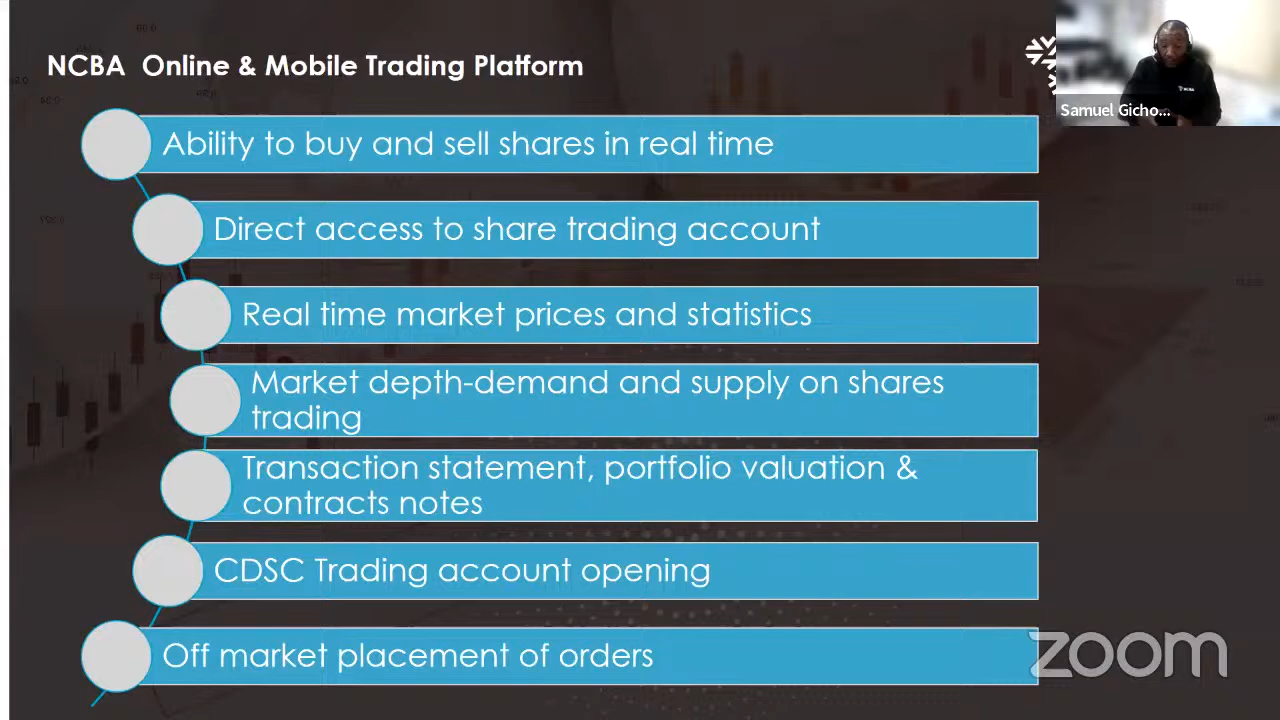 NCBA Online & Mobile Trading Platform
Samuel Gicho...
Ability to buy and sell shares in real time
Direct access to share trading account
Real time market prices and statistics
Market depth-demand and supply on shares
trading
Transaction statement, portfolio valuation &
contracts notes
CDSC Trading account opening
Off market placement of orders
zoom